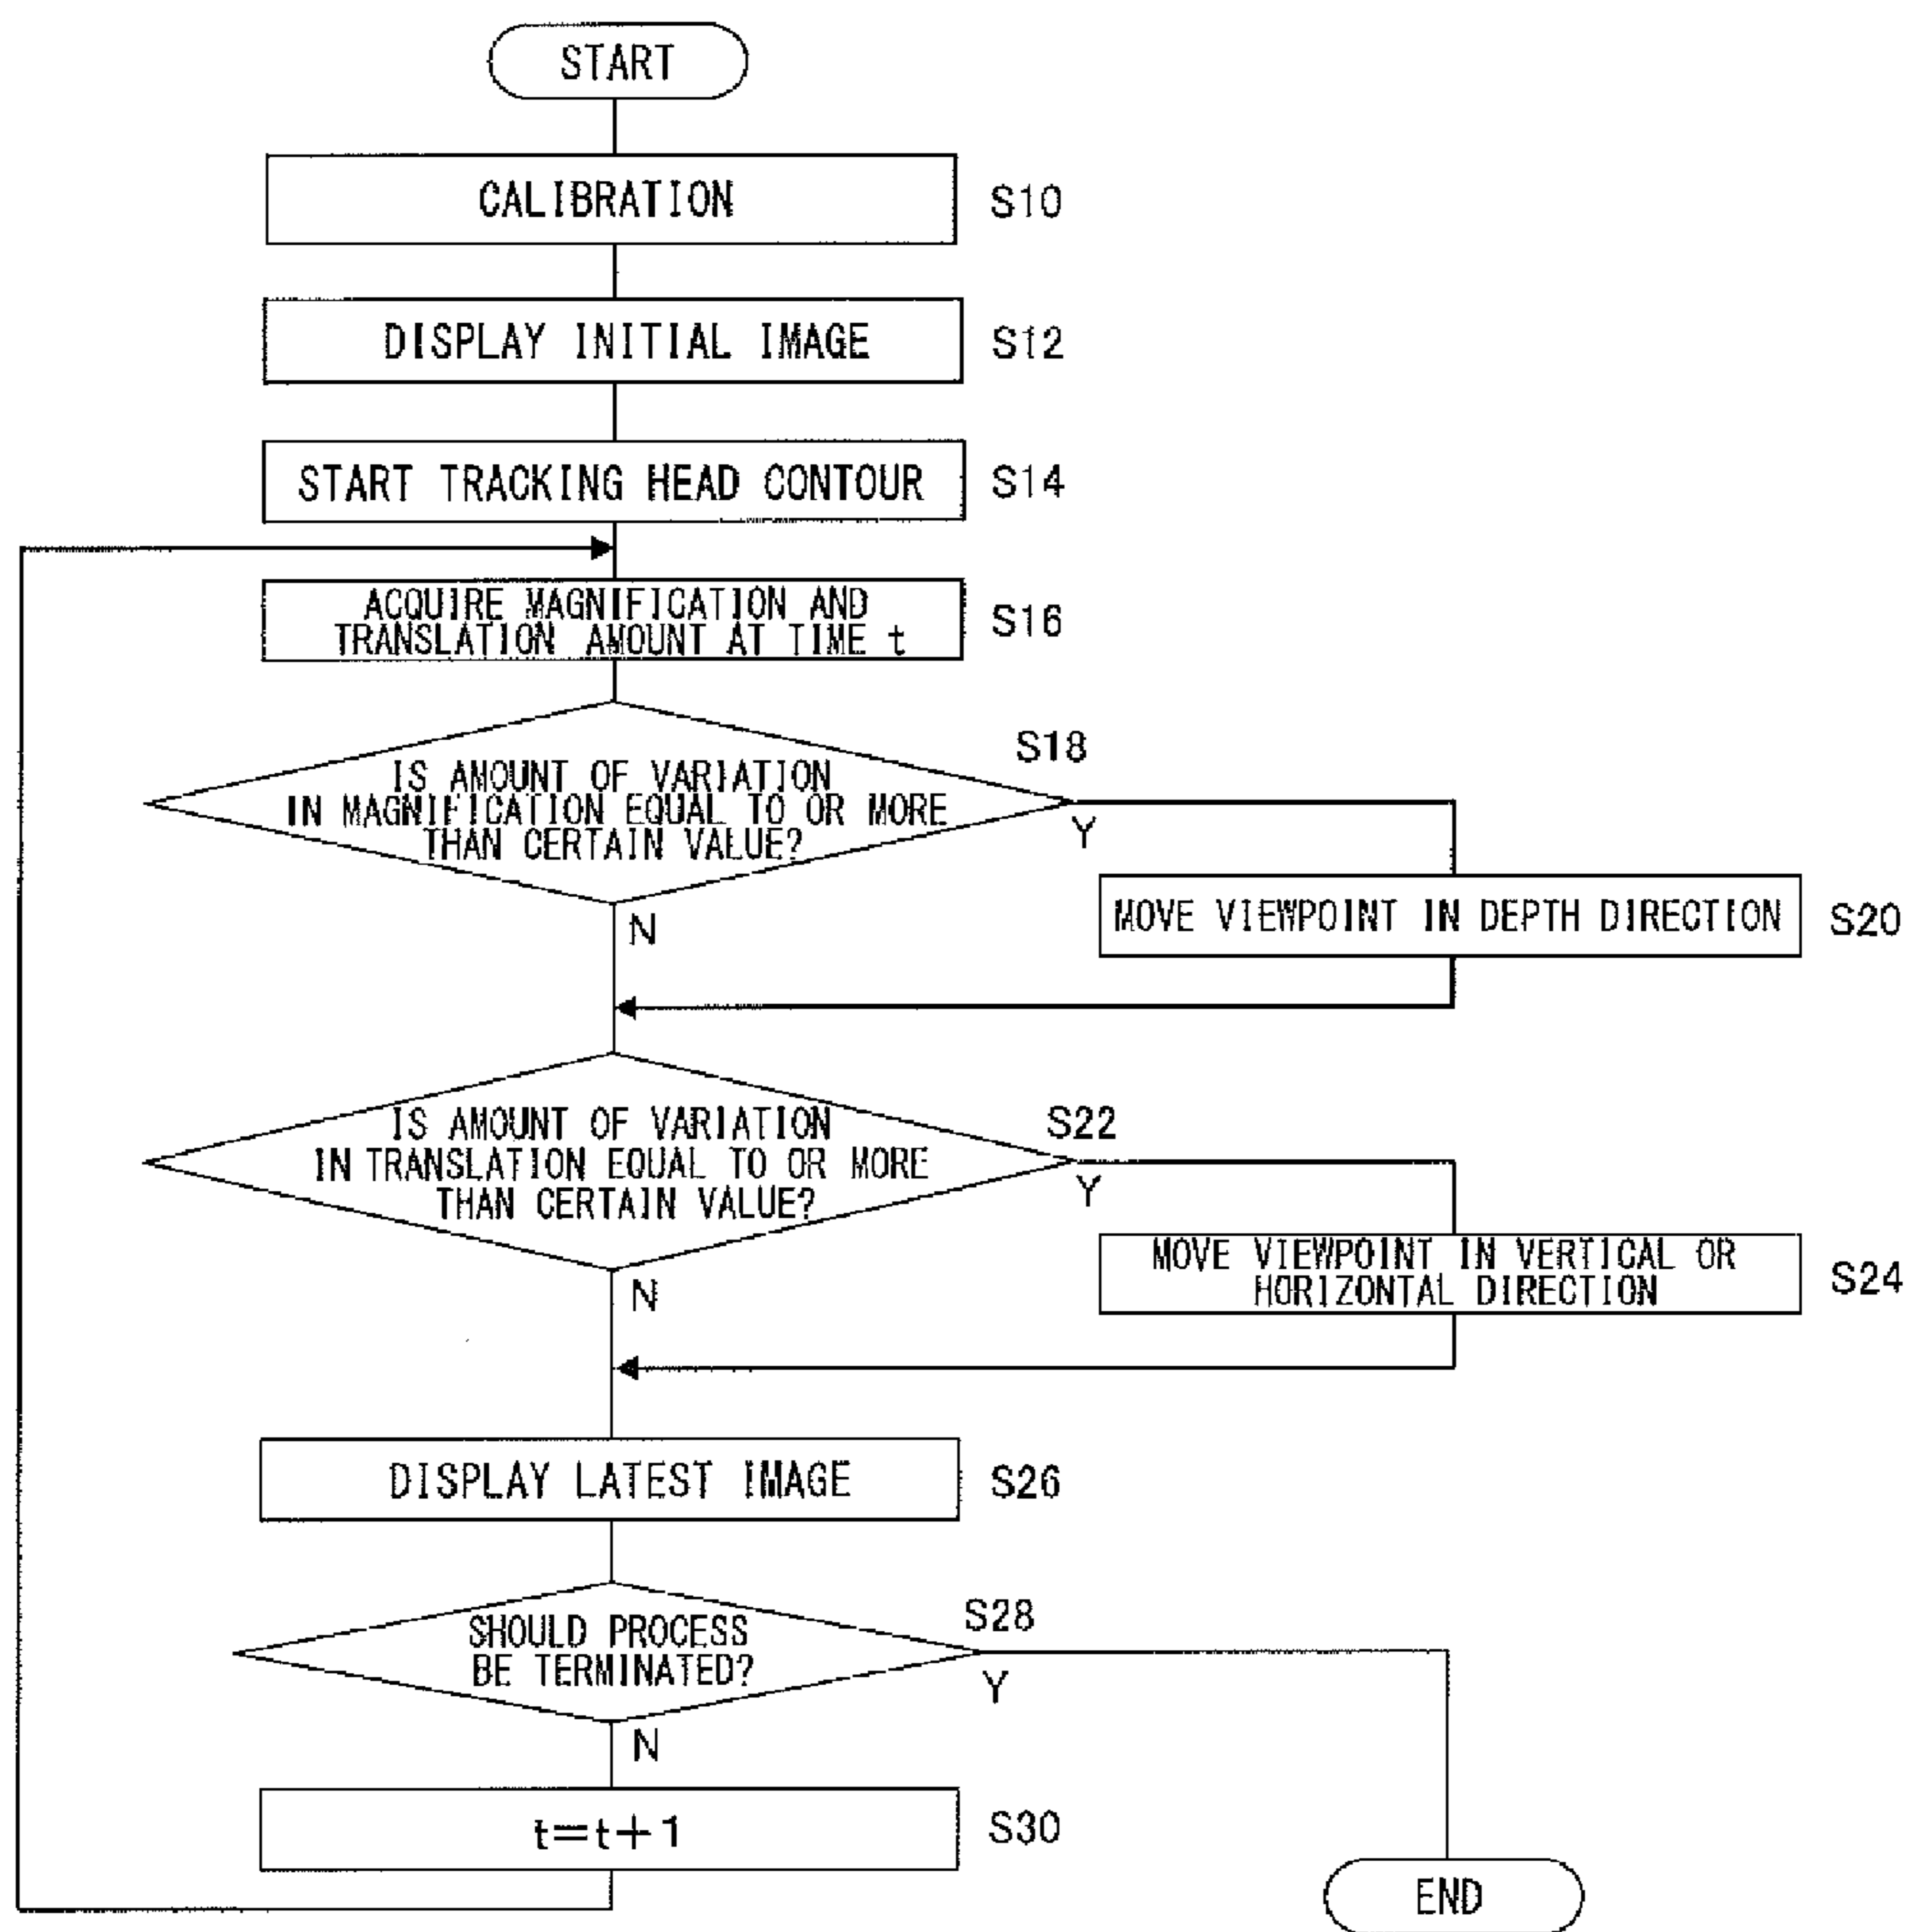 START
CALIBRATION
S10
DISPLAY INITIAL IMAGE
S12
START TRACKING HEAD CONTOUR
S14
ACQUIRE MAGNIFICATION AND
TRANSLATION AMOUNT AT TIME t
S16
S18
IS AMOUNT OF VARIATION
IN MAGNIFICATION EQUAL TO OR MORE
THAN CERTAIN VALUE?
Y
N
MOVE VIEWPOINT IN DEPTH DIRECTION
S20
S22
IS AMOUNT OF VARIATION
IN TRANSLATION EQUAL TO OR MORE
THAN CERTAIN VALUE?
Y
N
MOVE VIEWPOINT IN VERTICAL OR
HORIZONTAL DIRECTION
S24
DISPLAY LATEST IMAGE
S26
S28
SHOULD PROCESS
BE TERMINATED?
Y
N
t=t+1
S30
END